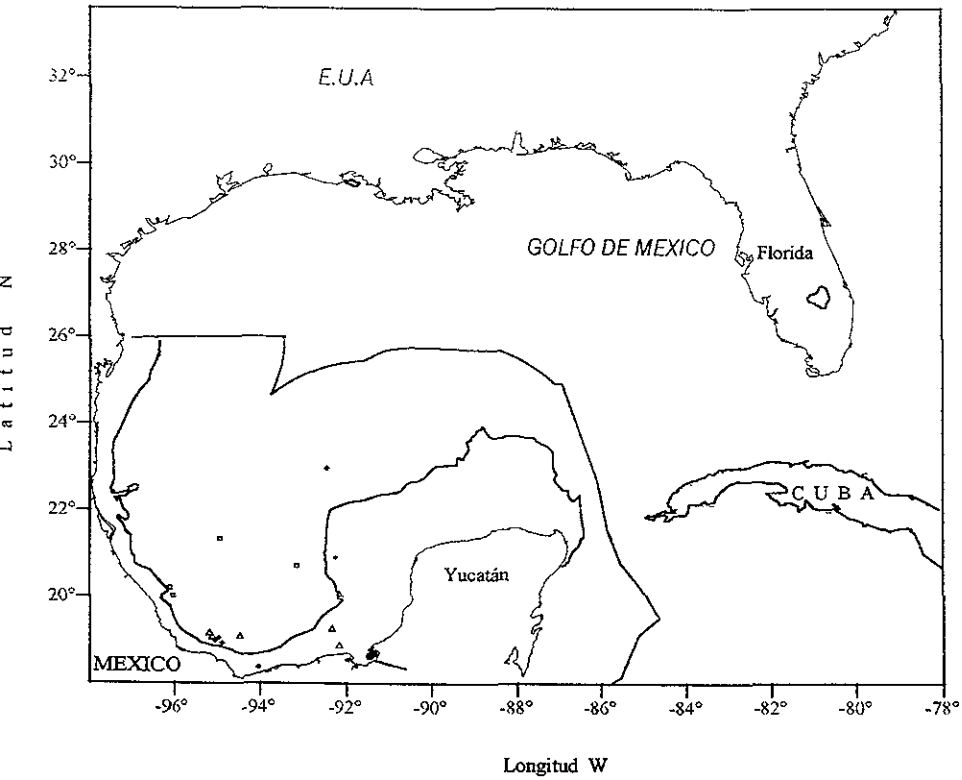 32°
E.U.A
30°
28°
GOLFO DE MEXICO
Florida
26°
24°
22°
CUBA
20°
Yucatán
MEXICO
-96°
-94°
-92°
-90°
-88°
-86°
-84°
-82°
-80°
-78°
Latitud N
Longitud W